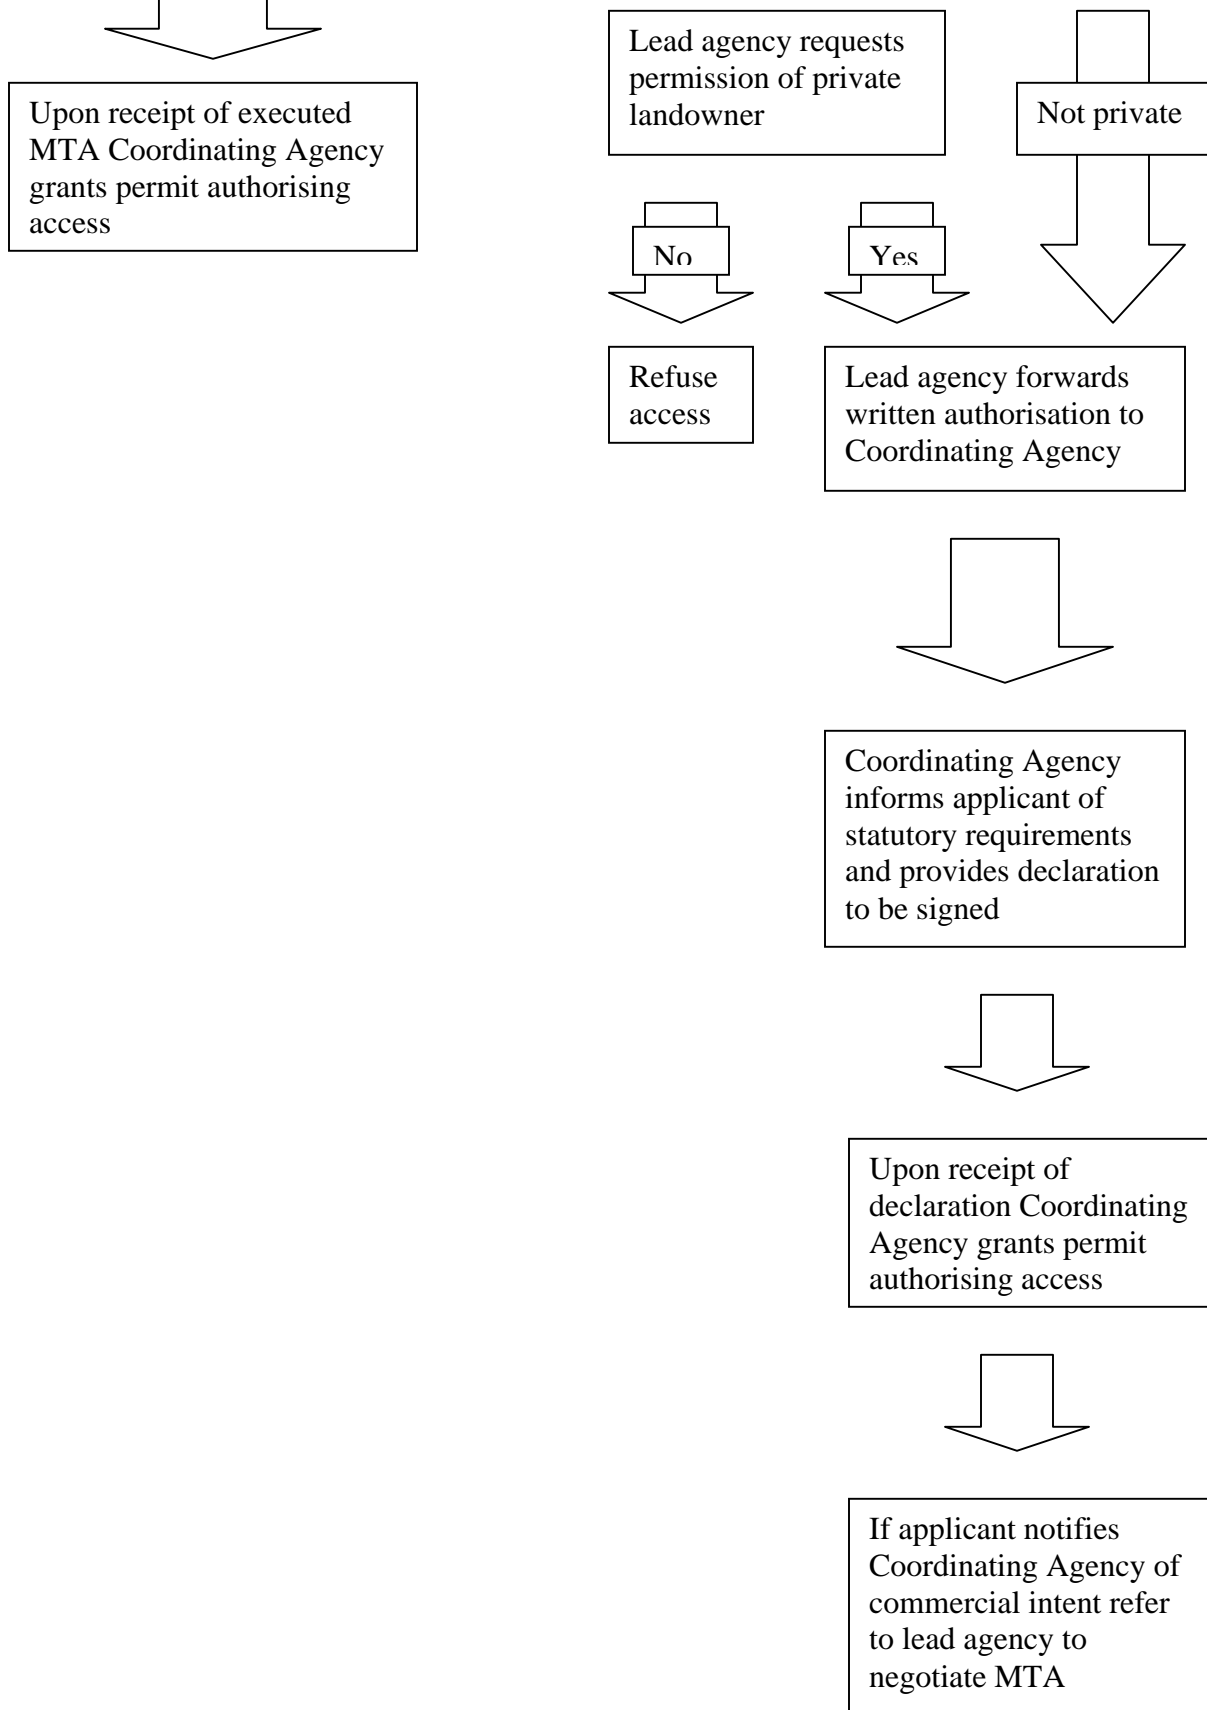 Upon receipt of executed
MTA Coordinating Agency
grants permit authorising
access
Lead agency requests
permission of private
landowner
Not private
No
Yes
Refuse
access
Lead agency forwards
written authorisation to
Coordinating Agency
Coordinating Agency
informs applicant of
statutory requirements
and provides declaration
to be signed
Upon receipt of
declaration Coordinating
Agency grants permit
authorising access
If applicant notifies
Coordinating Agency of
commercial intent refer
to lead agency to
negotiate MTA